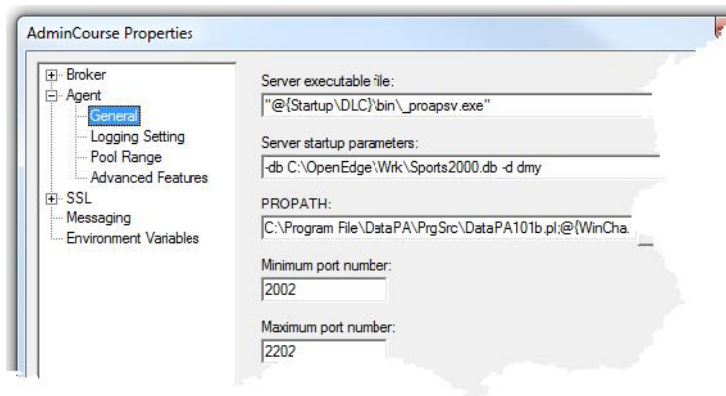 AdminCourse Properties
Broker
Agent
General
Logging Setting
Pool Range
Advanced Features
SSL
Messaging
Environment Variables
Server executable file:
"@{Startup\DLC}\bin\_proapsv.exe"
Server startup parameters:
-db C:\OpenEdge\Wrk\Sports2000.db -d dmy
PROPATH:
C:\Program File\DataPA\PrgSrc\DataPA101b.pl;@{WinCha.
Minimum port number:
2002
Maximum port number:
2202